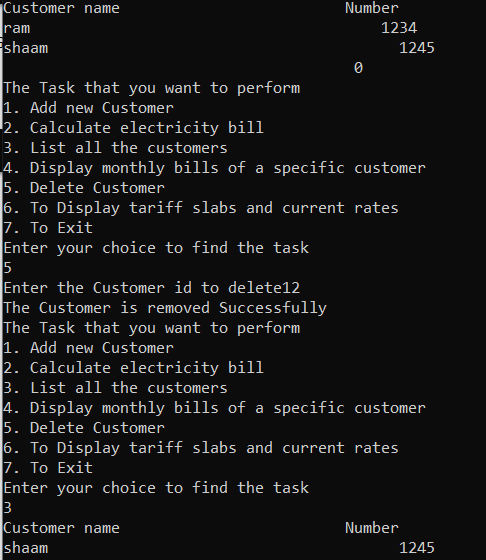 Customer name Number
ram 1234
shaam 1245
0
The Task that you want to perform
1. Add new Customer
2. Calculate electricity bill
3. List all the customers
4. Display monthly bills of a specific customer
5. Delete Customer
6. To Display tariff slabs and current rates
7. To Exit
Enter your choice to find the task
5
Enter the Customer id to delete12
The Customer is removed Successfully
The Task that you want to perform
1. Add new Customer
2. Calculate electricity bill
3. List all the customers
4. Display monthly bills of a specific customer
5. Delete Customer
6. To Display tariff slabs and current rates
7. To Exit
Enter your choice to find the task
3
Customer name Number
shaam 1245